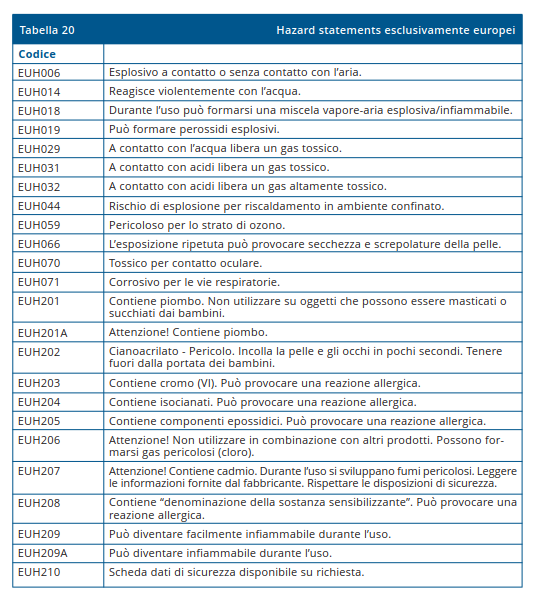 Tabella 20 Hazard statements esclusivamente europei
Codice
EUH006 Esplosivo a contatto o senza contatto con l’aria.
EUH014 Reagisce violentemente con l’acqua.
EUH018 Durante l’uso può formarsi una miscela vapore-aria esplosiva/infiammabile.
EUH019 Può formare perossidi esplosivi.
EUH029 A contatto con l’acqua libera un gas tossico.
EUH031 A contatto con acidi libera un gas tossico.
EUH032 A contatto con acidi libera un gas altamente tossico.
EUH044 Rischio di esplosione per riscaldamento in ambiente confinato.
EUH059 Pericoloso per lo strato di ozono.
EUH066 L’esposizione ripetuta può provocare secchezza e screpolature della pelle.
EUH070 Tossico per contatto oculare.
EUH071 Corrosivo per le vie respiratorie.
EUH201 Contiene piombo. Non utilizzare su oggetti che possono essere masticati o
succhiati dai bambini.
EUH201A Attenzione! Contiene piombo.
EUH202 Cianoacrilato - Pericolo. Incolla la pelle e gli occhi in pochi secondi. Tenere
fuori dalla portata dei bambini.
EUH203 Contiene cromo (VI). Può provocare una reazione allergica.
EUH204 Contiene isocianati. Può provocare una reazione allergica.
EUH205 Contiene componenti epossidici. Può provocare una reazione allergica.
EUH206 Attenzione! Non utilizzare in combinazione con altri prodotti. Possono for-
marsi gas pericolosi (cloro).
EUH207 Attenzione! Contiene cadmio. Durante l’uso si sviluppano fumi pericolosi. Leggere
le informazioni fornite dal fabbricante. Rispettare le disposizioni di sicurezza.
EUH208 Contiene “denominazione della sostanza sensibilizzante”. Può provocare una
reazione allergica.
EUH209 Può diventare facilmente infiammabile durante l’uso.
EUH209A Può diventare infiammabile durante l’uso.
EUH210 Scheda dati di sicurezza disponibile su richiesta.